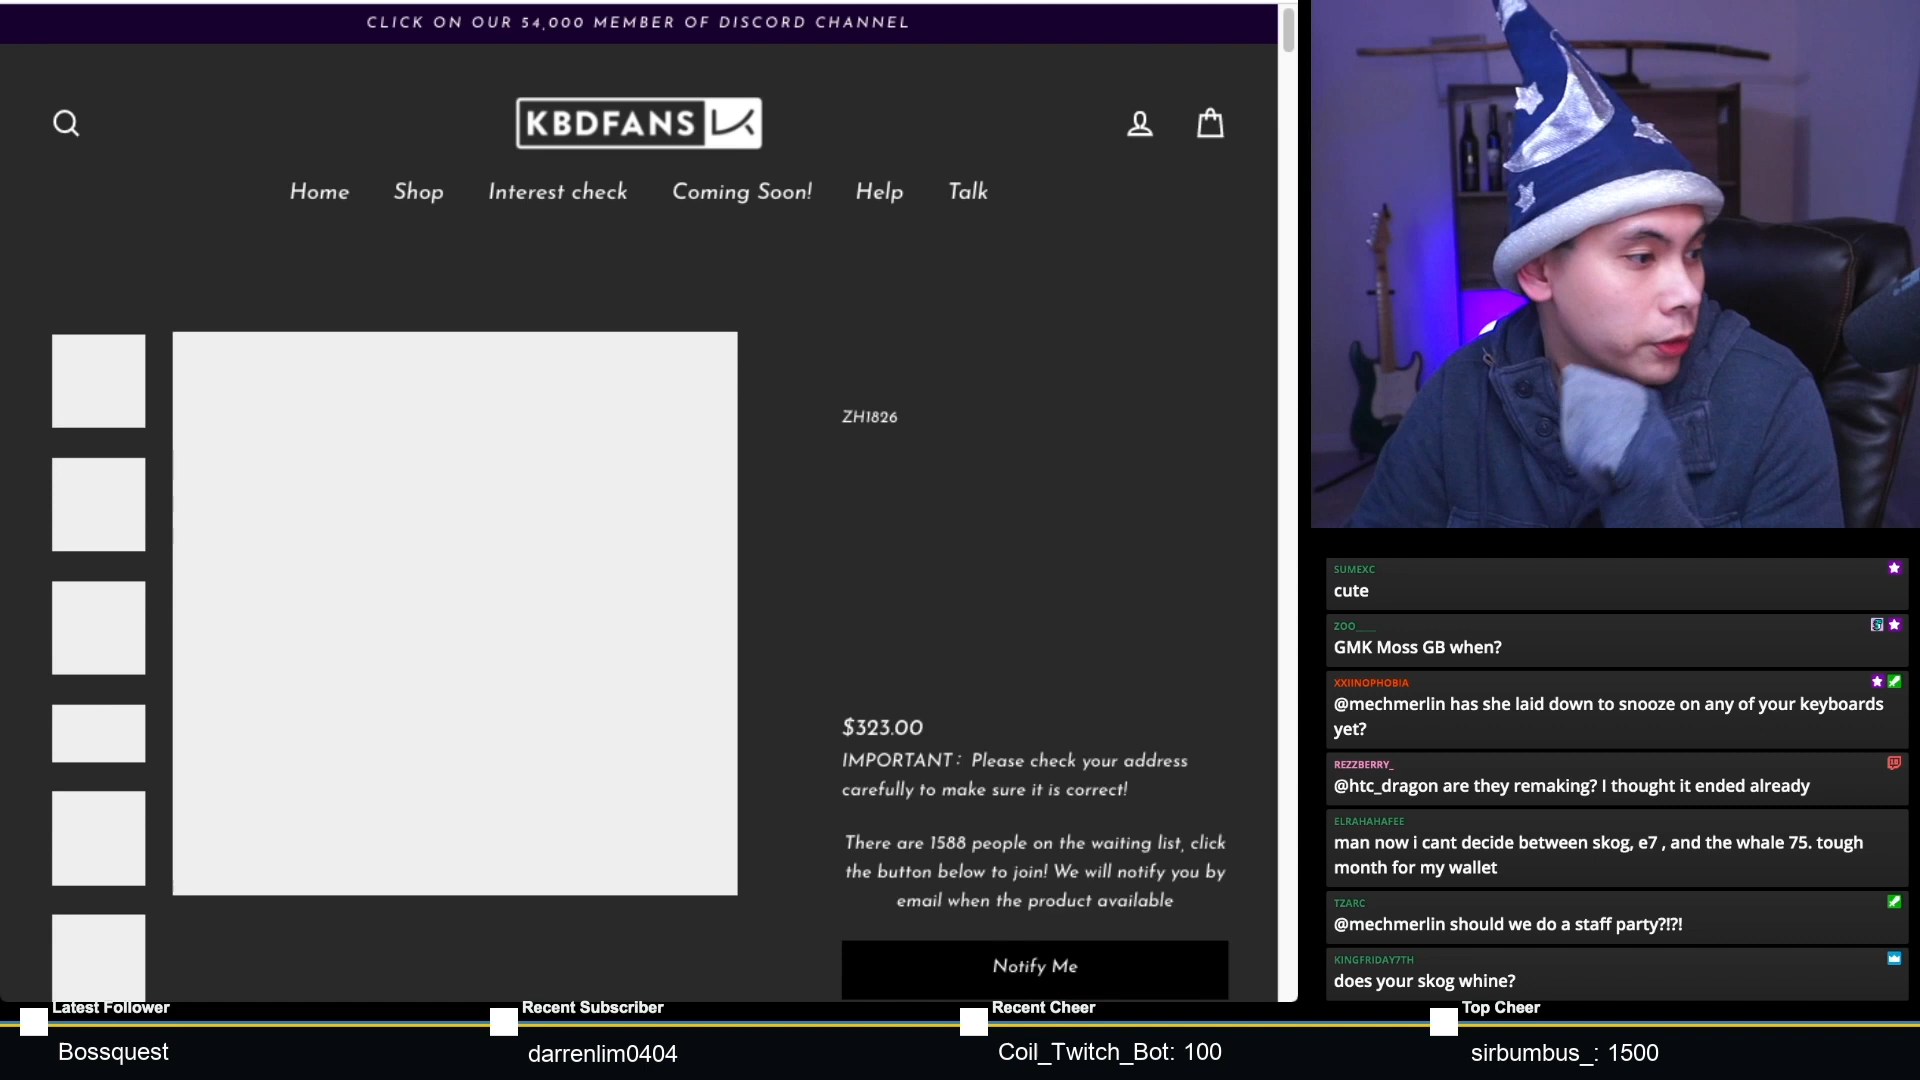 CLICK ON OUR 54,000 MEMBER OF DISCORD CHANNEL
KBDFANS
Home Shop Interest check Coming Soon! Help Talk
ZH1826
$323.00
IMPORTANT： Please check your address
carefully to make sure it is correct!
There are 1588 people on the waiting list, click
the button below to join! We will notify you by
email when the product available
Notify Me
SUMEXC
cute
ZOO____
GMK Moss GB when?
XXIINOPHOBIA
@mechmerlin has she laid down to snooze on any of your keyboards
yet?
REZZBERRY_
@htc_dragon are they remaking? I thought it ended already
ELRAHAHAFEE
man now i cant decide between skog, e7 , and the whale 75. tough
month for my wallet
TZARC
@mechmerlin should we do a staff party?!?!
KINGFRIDAY7TH
does your skog whine?
Latest Follower
Bossquest
Recent Subscriber
darrenlim0404
Recent Cheer
Coil_Twitch_Bot: 100
Top Cheer
sirbumbus_: 1500